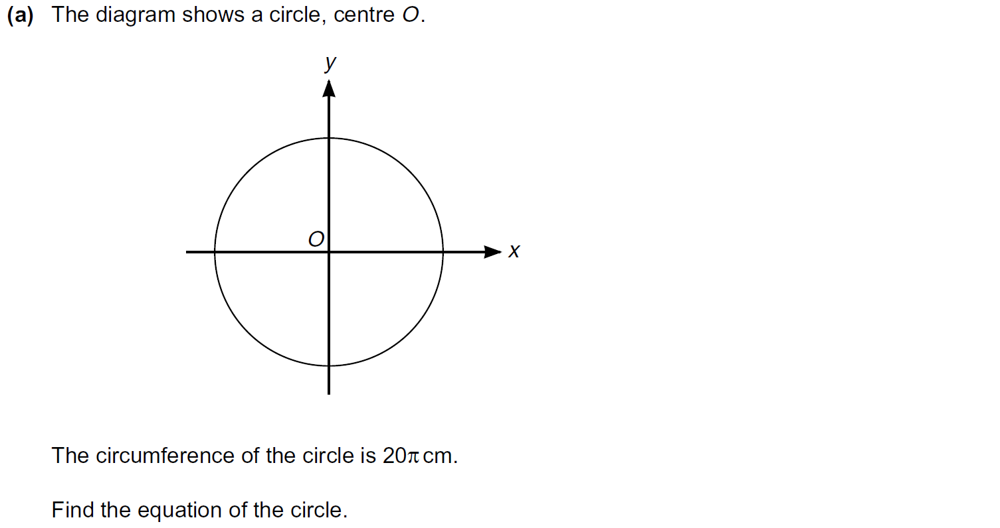 (a) The diagram shows a circle, centre O.
y
O
x
The circumference of the circle is 20π cm.
Find the equation of the circle.